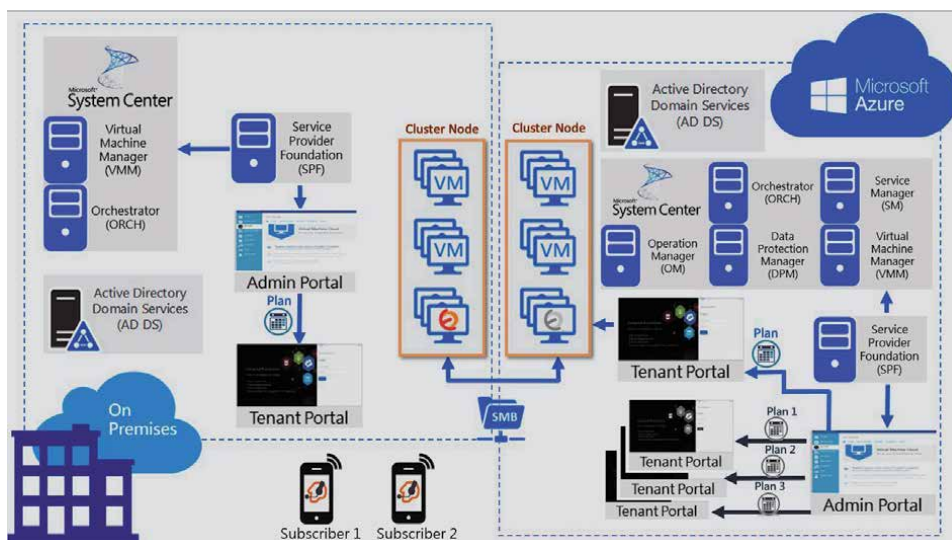 Microsoft
System Center
Virtual
Machine
Manager
(VMM)
Orchestrator
(ORCH)
Service
Provider
Foundation
(SPF)
Admin Portal
Plan
Tenant Portal
Active Directory
Domain Services
(AD DS)
On
Premises
Cluster Node
VM
VM
Cluster Node
VM
VM
SMB
Subscriber 1
Subscriber 2
Active Directory
Domain Services
(AD DS)
Microsoft
Azure
Microsoft
System Center
Orchestrator
(ORCH)
Service
Manager
(SM)
Operation
Manager
(OM)
Data
Protection
Manager
(DPM)
Virtual
Machine
Manager
(VMM)
Plan
Tenant Portal
Service
Provider
Foundation
(SPF)
Plan 1
Tenant Portal
Plan 2
Tenant Portal
Plan 3
Tenant Portal
Admin Portal